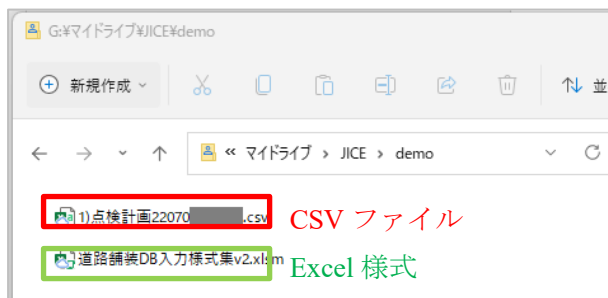 G:¥マイドライブ¥JICE¥demo
新規作成
並
« マイドライブ › JICE › demo
1)点検計画22070 .csv CSV ファイル
道路舗装DB入力様式集v2.xlsm Excel 様式